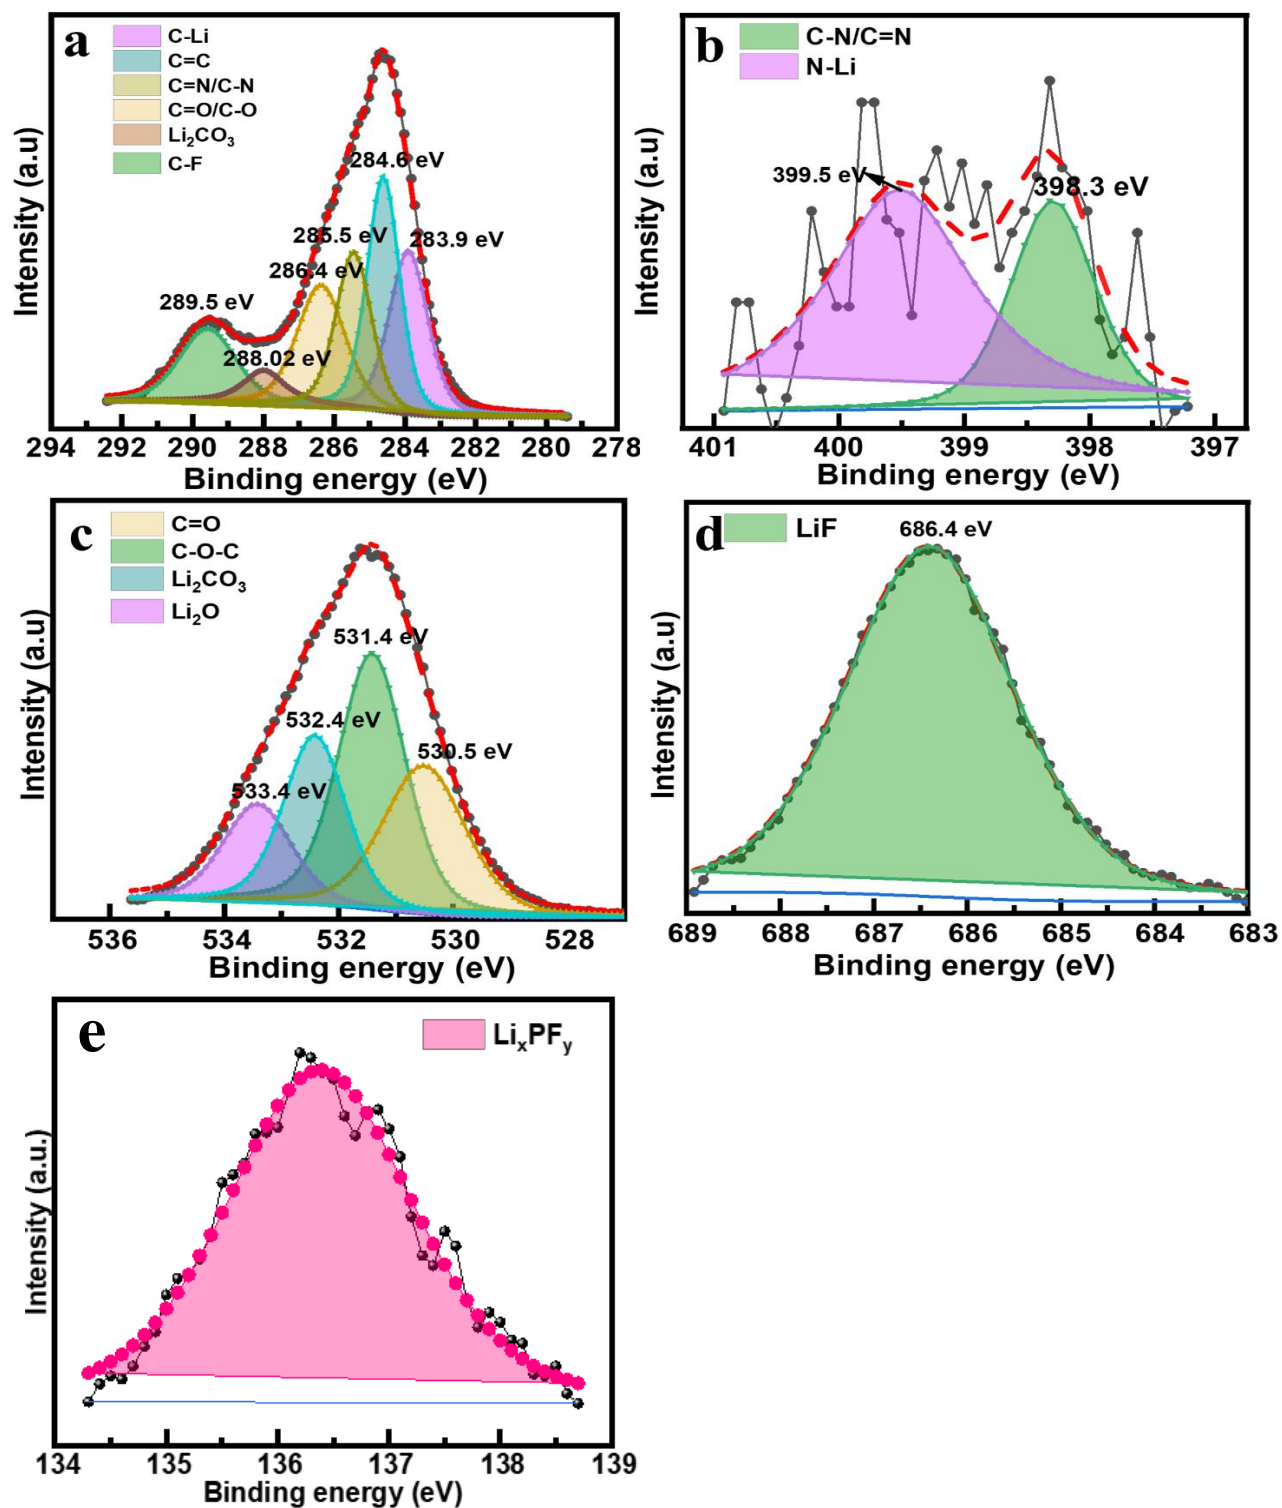 a
C-Li
C=C
C=N/C-N
C=O/C-O
Li₂CO₃
C-F
284.6 eV
285.5 eV
283.9 eV
286.4 eV
289.5 eV
288.02 eV
Intensity (a.u)
294 292 290 288 286 284 282 280 278
Binding energy (eV)
b
C-N/C=N
N-Li
399.5 eV
398.3 eV
Intensity (a.u)
401 400 399 398 397
Binding energy (eV)
c
C=O
C-O-C
Li₂CO₃
Li₂O
531.4 eV
532.4 eV
530.5 eV
533.4 eV
Intensity (a.u)
536 534 532 530 528
Binding energy (eV)
d
LiF
686.4 eV
Intensity (a.u)
689 688 687 686 685 684 683
Binding energy (eV)
e
LiₓPFᵧ
Intensity (a.u.)
134 135 136 137 138 139
Binding energy (eV)